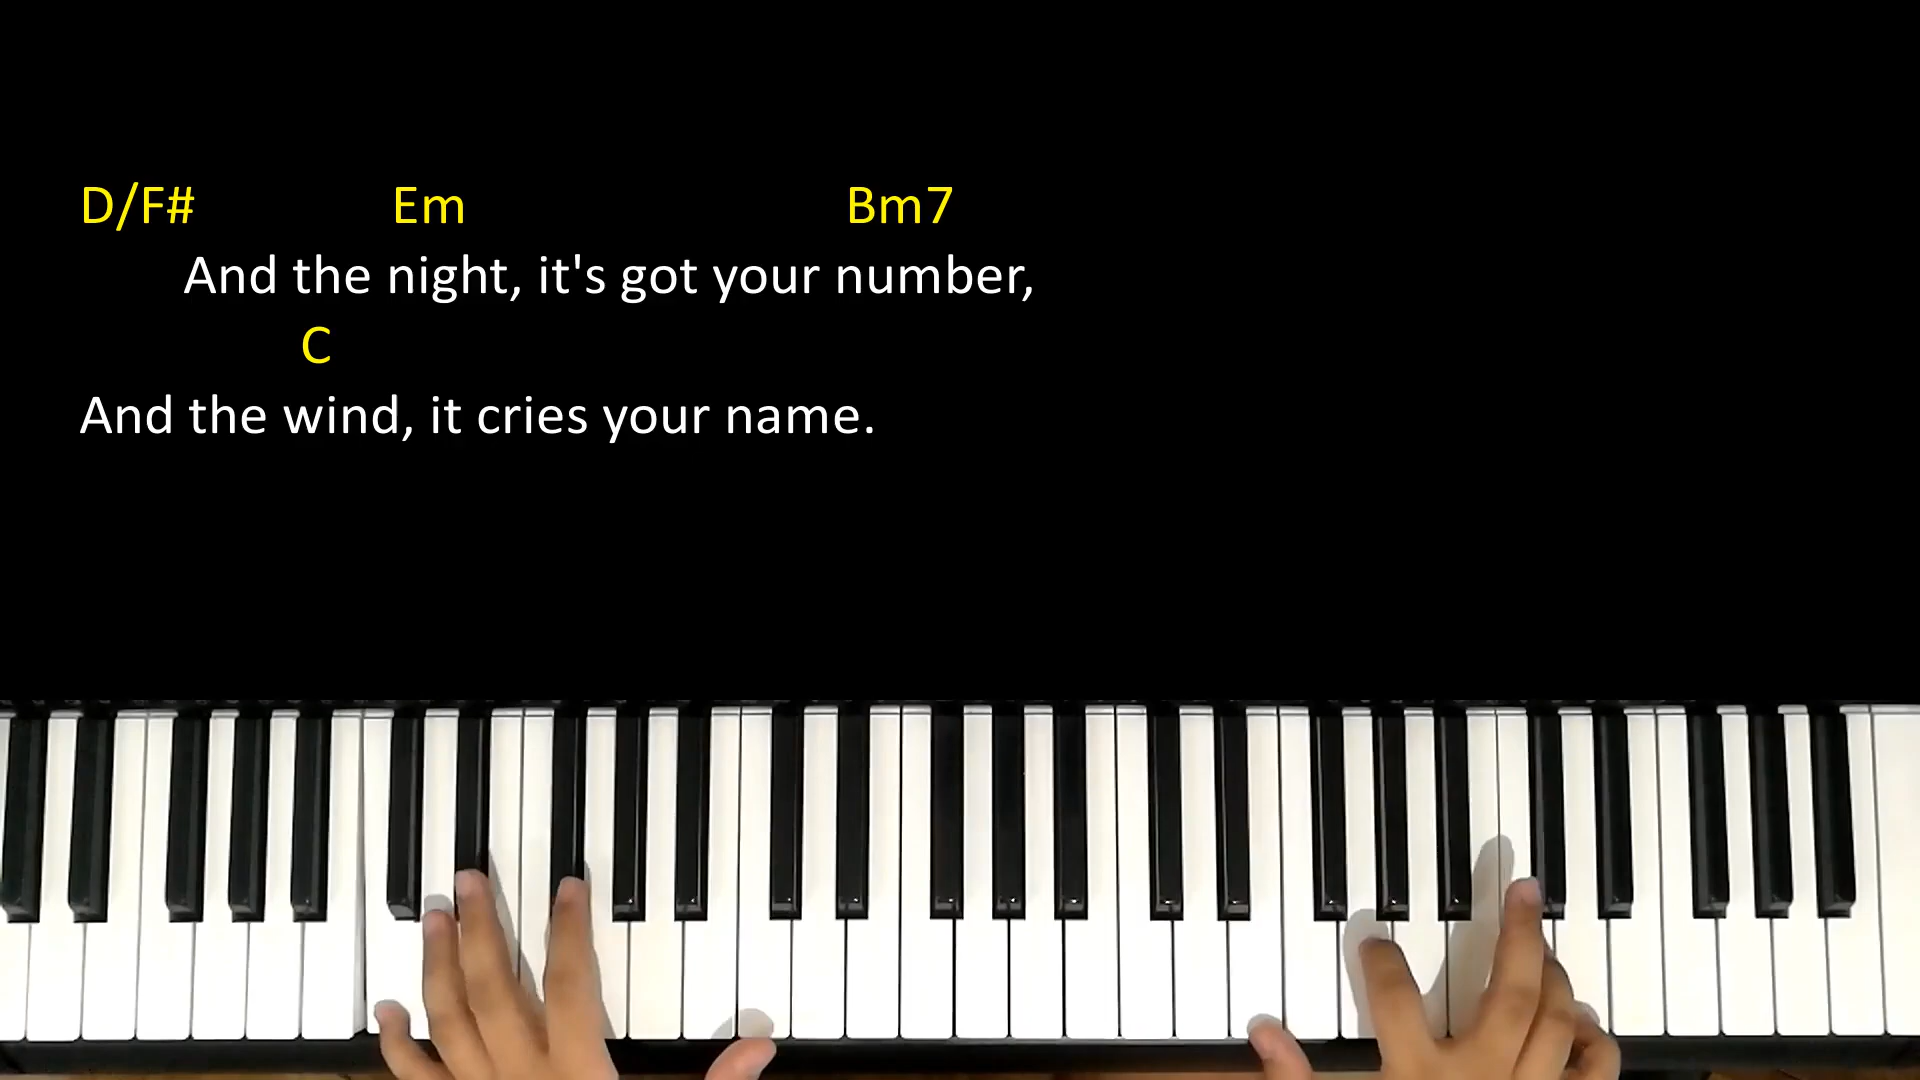 D/F# Em Bm7
And the night, it's got your number,
C
And the wind, it cries your name.